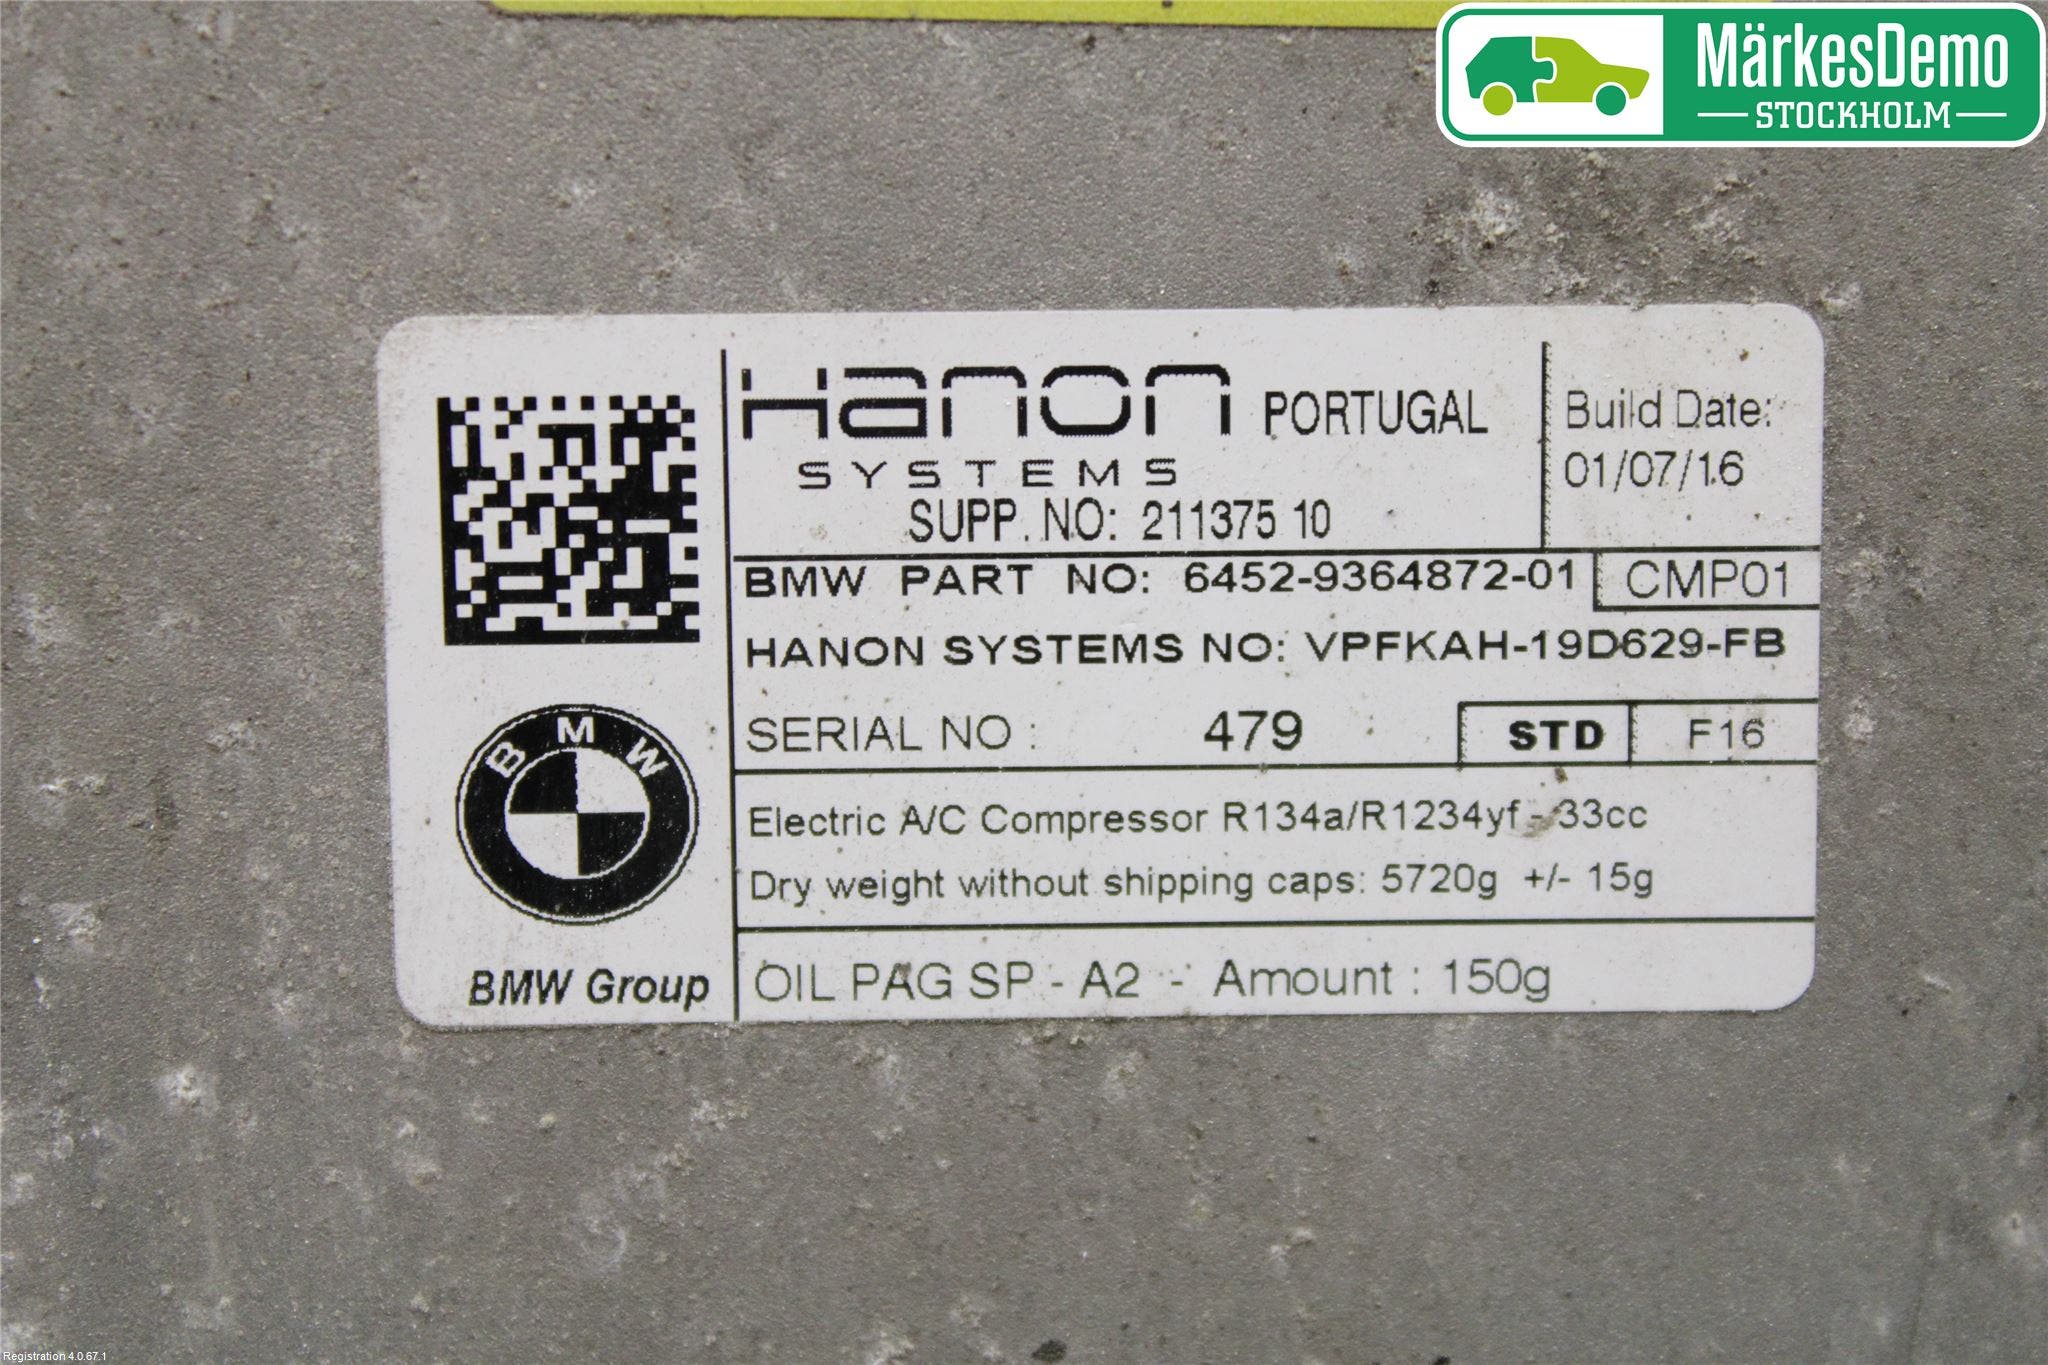 MärkesDemo
STOCKHOLM
Hanon PORTUGAL
SYSTEMS
SUPP. NO: 211375 10
Build Date:
01/07/16
BMW PART NO: 6452-9364872-01 CMP01
HANON SYSTEMS NO: VPFKAH-19D629-FB
SERIAL NO : 479 STD F16
Electric A/C Compressor R134a/R1234yf - 33cc
Dry weight without shipping caps: 5720g +/- 15g
OIL PAG SP - A2 - Amount : 150g
BMW
BMW Group
Registration 4.0.67.1